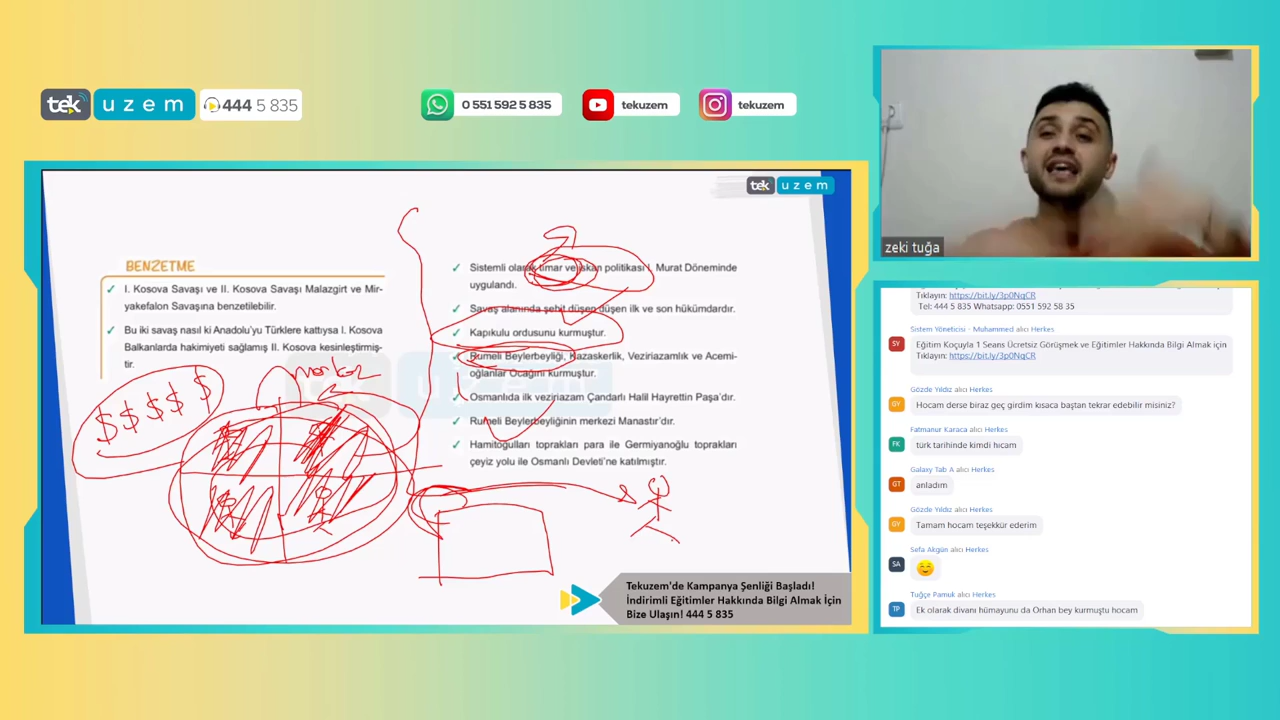 tek uzem 444 5 835
0 551 592 5 835
tekuzem
tekuzem
tek uzem
BENZETME
✓ I. Kosova Savaşı ve II. Kosova Savaşı Malazgirt ve Mir-
yakefalon Savaşına benzetilebilir.
✓ Bu iki savaş nasıl ki Anadolu'yu Türklere kattıysa I. Kosova
Balkanlarda hakimiyeti sağlamış II. Kosova kesinleştirmiş-
tir.
$$$$$
✓ Sistemli olarak tımar ve iskan politikası I. Murat Döneminde
uygulandı.
✓ Savaş alanında şehit düşen düşen ilk ve son hükümdardır.
✓ Kapıkulu ordusunu kurmuştur.
✓ Rumeli Beylerbeyliği, Kazaskerlik, Veziriazamlık ve Acemi-
oğlanlar Ocağını kurmuştur.
✓ Osmanlıda ilk veziriazam Çandarlı Halil Hayrettin Paşa'dır.
✓ Rumeli Beylerbeyliğinin merkezi Manastır'dır.
✓ Hamitoğulları toprakları para ile Germiyanoğlu toprakları
çeyiz yolu ile Osmanlı Devleti'ne katılmıştır.
Tekuzem'de Kampanya Şenliği Başladı!
İndirimli Eğitimler Hakkında Bilgi Almak İçin
Bize Ulaşın! 444 5 835
zeki tuğa
Tıklayın: https://bit.ly/3p0NqCR
Tel: 444 5 835 Whatsapp: 0551 592 58 35
Sistem Yöneticisi - Muhammed alıcı Herkes
SY
Eğitim Koçuyla 1 Seans Ücretsiz Görüşmek ve Eğitimler Hakkında Bilgi Almak için
Tıklayın: https://bit.ly/3p0NqCR
Gözde Yıldız alıcı Herkes
GY
Hocam derse biraz geç girdim kısaca baştan tekrar edebilir misiniz?
Fatmanur Karaca alıcı Herkes
FK
türk tarihinde kimdi hıcam
Galaxy Tab A alıcı Herkes
GT
anladım
Gözde Yıldız alıcı Herkes
GY
Tamam hocam teşekkür ederim
Sefa Akgün alıcı Herkes
SA
😊
Tuğçe Pamuk alıcı Herkes
TP
Ek olarak divanı hümayunu da Orhan bey kurmuştu hocam